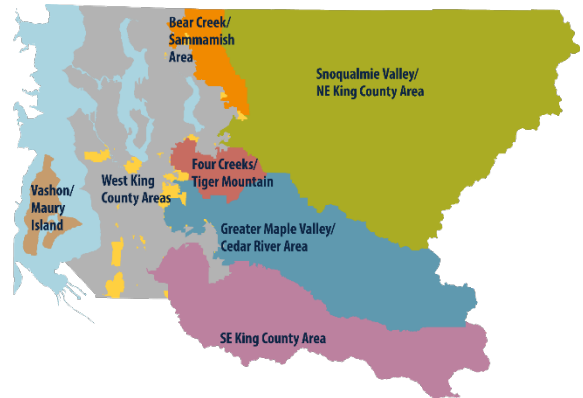 Bear Creek/
Sammamish
Area
Snoqualmie Valley/
NE King County Area
Four Creeks/
Tiger Mountain
West King
County Areas
Vashon/
Maury
Island
Greater Maple Valley/
Cedar River Area
SE King County Area